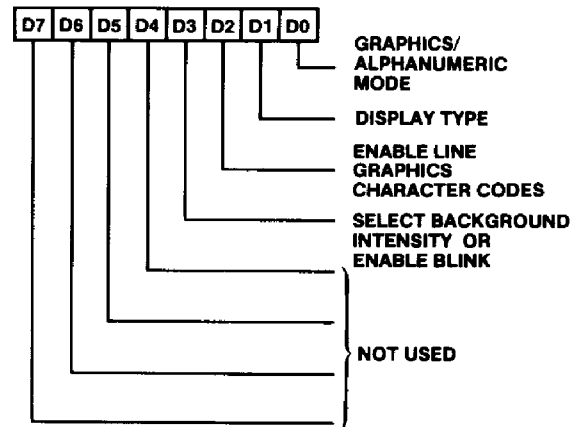 D7 D6 D5 D4 D3 D2 D1 D0
GRAPHICS/
ALPHANUMERIC
MODE
DISPLAY TYPE
ENABLE LINE
GRAPHICS
CHARACTER CODES
SELECT BACKGROUND
INTENSITY OR
ENABLE BLINK
NOT USED